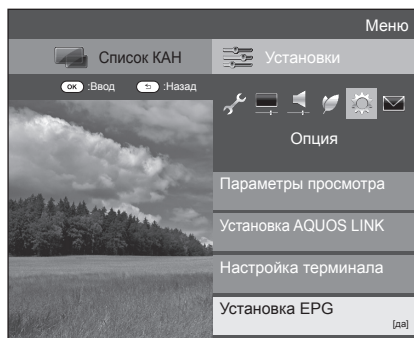 Меню
Список КАН
Установки
OK :Ввод :Назад
Опция
Параметры просмотра
Установка AQUOS LINK
Настройка терминала
Установка EPG
[да]